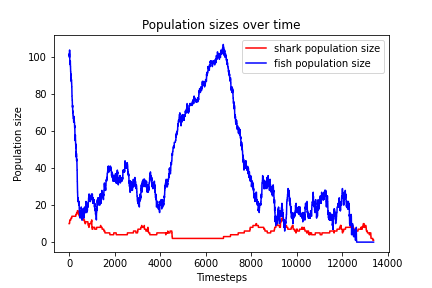 Population sizes over time
shark population size
fish population size
Population size
100
80
60
40
20
0
0
2000
4000
6000
8000
10000
12000
14000
Timesteps